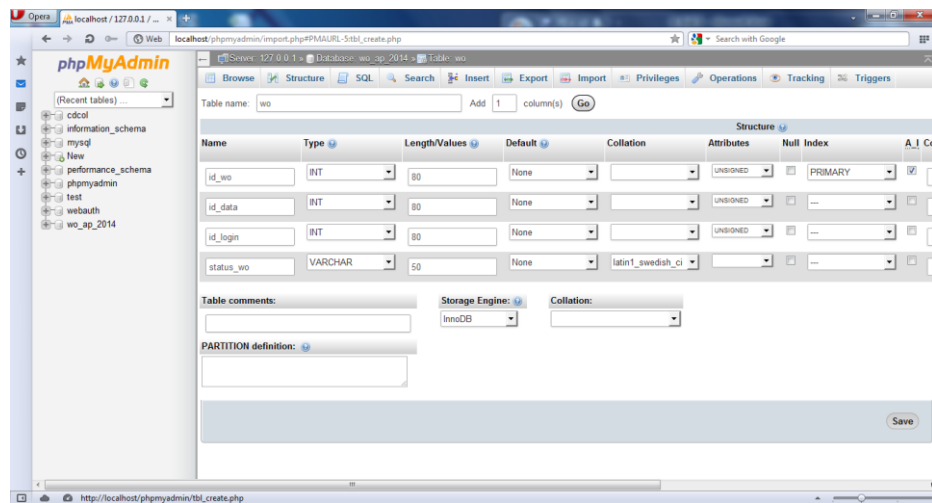 Opera
localhost / 127.0.0.1 / ...
Web localhost/phpmyadmin/import.php#PMAURL-5:tbl_create.php
Search with Google
phpMyAdmin
(Recent tables) ...
cdcol
information_schema
mysql
New
performance_schema
phpmyadmin
test
webauth
wo_ap_2014
Server: 127.0.0.1 » Database: wo_ap_2014 » Table: wo
Browse Structure SQL Search Insert Export Import Privileges Operations Tracking Triggers
Table name: wo Add 1 column(s) Go
Structure
Name Type Length/Values Default Collation Attributes Null Index A_I
id_wo INT 80 None UNSIGNED PRIMARY
id_data INT 80 None UNSIGNED ---
id_login INT 80 None UNSIGNED ---
status_wo VARCHAR 50 None latin1_swedish_ci ---
Table comments: Storage Engine: Collation:
InnoDB
PARTITION definition:
Save
http://localhost/phpmyadmin/tbl_create.php